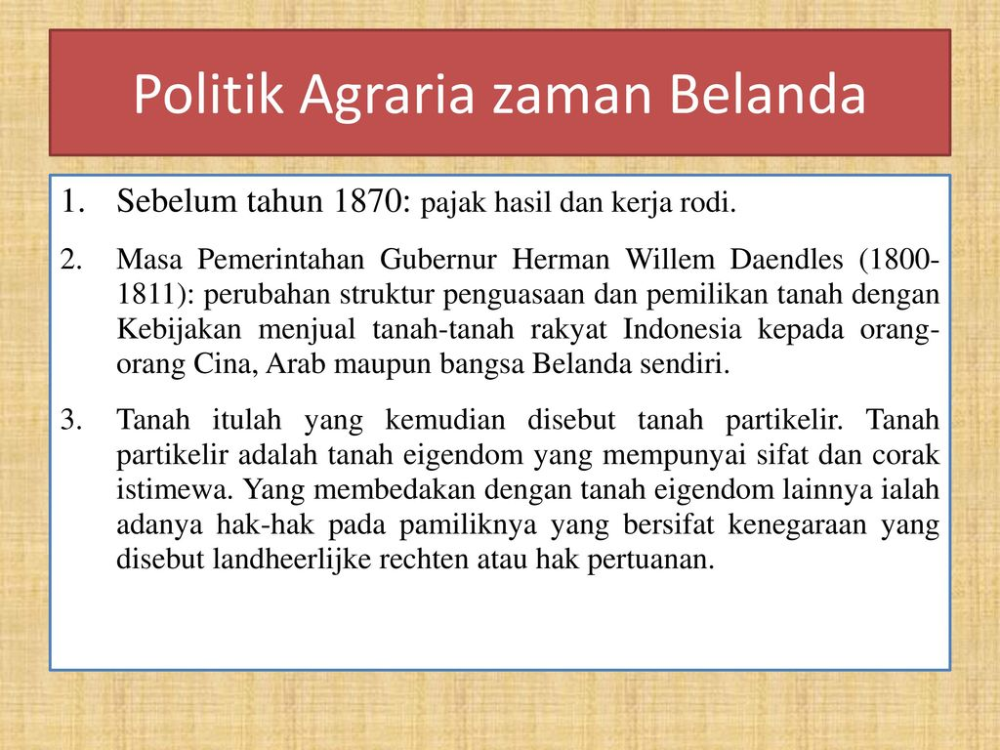 Politik Agraria zaman Belanda
1. Sebelum tahun 1870: pajak hasil dan kerja rodi.
2. Masa Pemerintahan Gubernur Herman Willem Daendles (1800-
1811): perubahan struktur penguasaan dan pemilikan tanah dengan
Kebijakan menjual tanah-tanah rakyat Indonesia kepada orang-
orang Cina, Arab maupun bangsa Belanda sendiri.
3. Tanah itulah yang kemudian disebut tanah partikelir. Tanah
partikelir adalah tanah eigendom yang mempunyai sifat dan corak
istimewa. Yang membedakan dengan tanah eigendom lainnya ialah
adanya hak-hak pada pamiliknya yang bersifat kenegaraan yang
disebut landheerlijke rechten atau hak pertuanan.